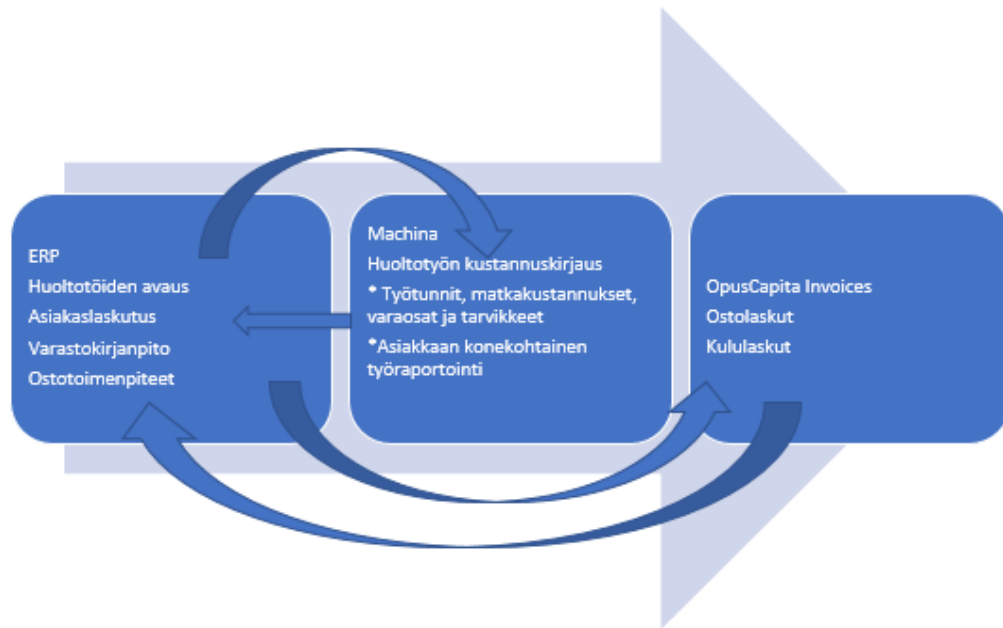 ERP
Huoltotöiden avaus
Asiakaslaskutus
Varastokirjanpito
Ostotoimenpiteet
Machina
Huoltotyön kustannuskirjaus
* Työtunnit, matkakustannukset,
varaosat ja tarvikkeet
*Asiakkaan konekohtainen
työraportointi
OpusCapita Invoices
Ostolaskut
Kululaskut